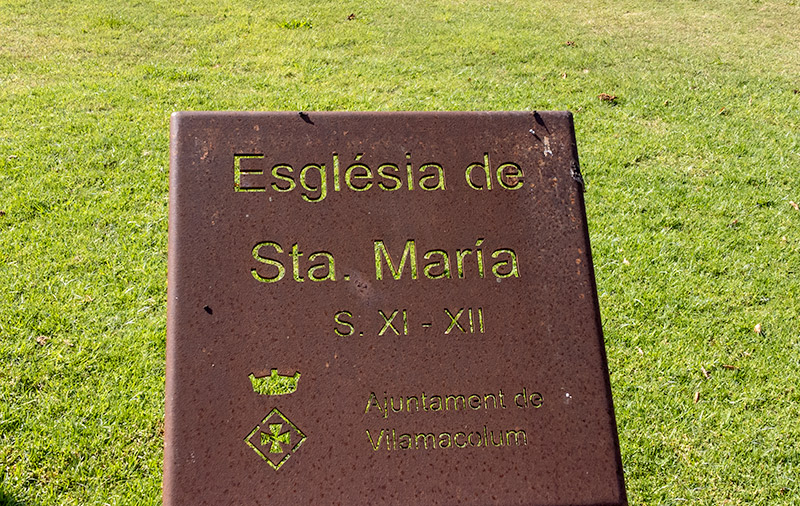 Església de
Sta. María
S. XI - XII
Ajuntament de
Vilamacolum